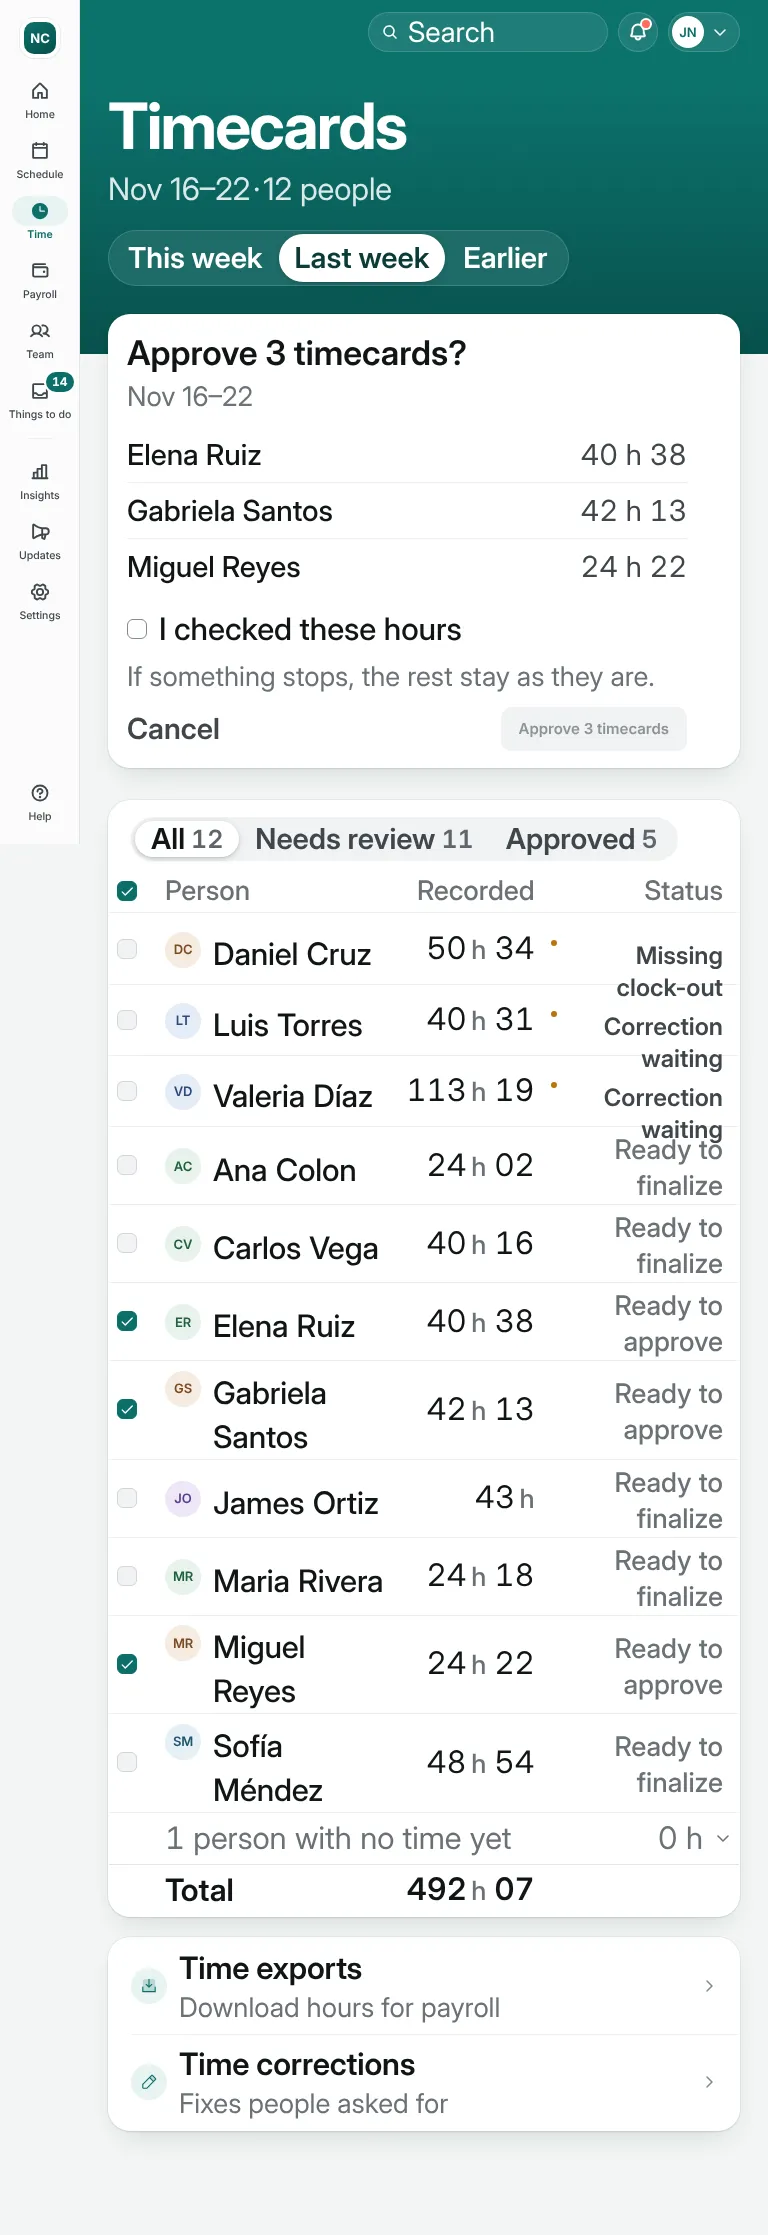 NC
Search
JN
Home
Schedule
Time
Payroll
Team
14
Things to do
Insights
Updates
Settings
Help
Timecards
Nov 16–22 · 12 people
This week Last week Earlier
Approve 3 timecards?
Nov 16–22
Elena Ruiz 40 h 38
Gabriela Santos 42 h 13
Miguel Reyes 24 h 22
I checked these hours
If something stops, the rest stay as they are.
Cancel Approve 3 timecards
All 12 Needs review 11 Approved 5
Person Recorded Status
DC Daniel Cruz 50 h 34 Missing
clock-out
LT Luis Torres 40 h 31 Correction
waiting
VD Valeria Díaz 113 h 19 Correction
waiting
AC Ana Colon 24 h 02 Ready to
finalize
CV Carlos Vega 40 h 16 Ready to
finalize
ER Elena Ruiz 40 h 38 Ready to
approve
GS Gabriela 42 h 13 Ready to
Santos approve
JO James Ortiz 43 h Ready to
finalize
MR Maria Rivera 24 h 18 Ready to
finalize
MR Miguel 24 h 22 Ready to
Reyes approve
SM Sofía 48 h 54 Ready to
Méndez finalize
1 person with no time yet 0 h
Total 492 h 07
Time exports
Download hours for payroll
Time corrections
Fixes people asked for